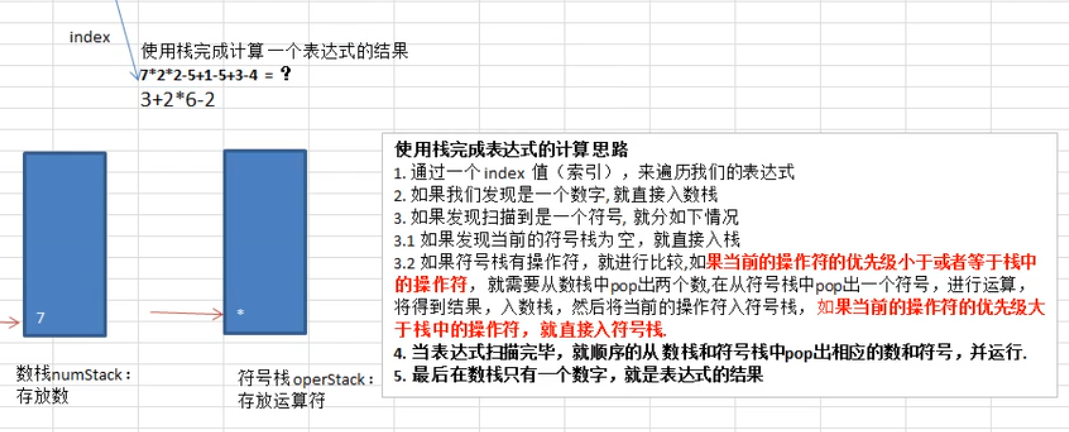 index
使用栈完成计算 一个表达式的结果
7*2*2-5+1-5+3-4 = ?
3+2*6-2
使用栈完成表达式的计算 思路
1. 通过一个 index 值（索引），来遍历我们的表达式
2. 如果我们发现是一个数字, 就直接入数栈
3. 如果发现扫描到是一个符号, 就分如下情况
3.1 如果发现当前的符号栈为 空，就直接入栈
3.2 如果符号栈有操作符，就进行比较,如果当前的操作符的优先级小于或者等于栈中
的操作符，就需要从数栈中pop出两个数,在从符号栈中pop出一个符号，进行运算，
将得到结果，入数栈，然后将当前的操作符入符号栈，如果当前的操作符的优先级大
于栈中的操作符，就直接入符号栈.
4. 当表达式扫描完毕，就顺序的从 数栈和符号栈中pop出相应的数和符号，并运行.
5. 最后在数栈只有一个数字，就是表达式的结果
7
*
数栈numStack：
存放数
符号栈operStack：
存放运算符